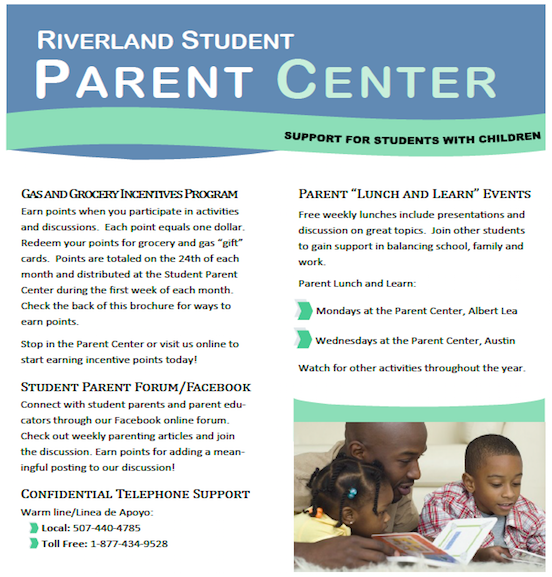 RIVERLAND STUDENT
PARENT CENTER
SUPPORT FOR STUDENTS WITH CHILDREN
GAS AND GROCERY INCENTIVES PROGRAM
Earn points when you participate in activities
and discussions. Each point equals one dollar.
Redeem your points for grocery and gas “gift”
cards. Points are totaled on the 24th of each
month and distributed at the Student Parent
Center during the first week of each month.
Check the back of this brochure for ways to
earn points.
Stop in the Parent Center or visit us online to
start earning incentive points today!
STUDENT PARENT FORUM/FACEBOOK
Connect with student parents and parent edu-
cators through our Facebook online forum.
Check out weekly parenting articles and join
the discussion. Earn points for adding a mean-
ingful posting to our discussion!
CONFIDENTIAL TELEPHONE SUPPORT
Warm line/Linea de Apoyo:
Local: 507-440-4785
Toll Free: 1-877-434-9528
PARENT “LUNCH AND LEARN” EVENTS
Free weekly lunches include presentations and
discussion on great topics. Join other students
to gain support in balancing school, family and
work.
Parent Lunch and Learn:
Mondays at the Parent Center, Albert Lea
Wednesdays at the Parent Center, Austin
Watch for other activities throughout the year.